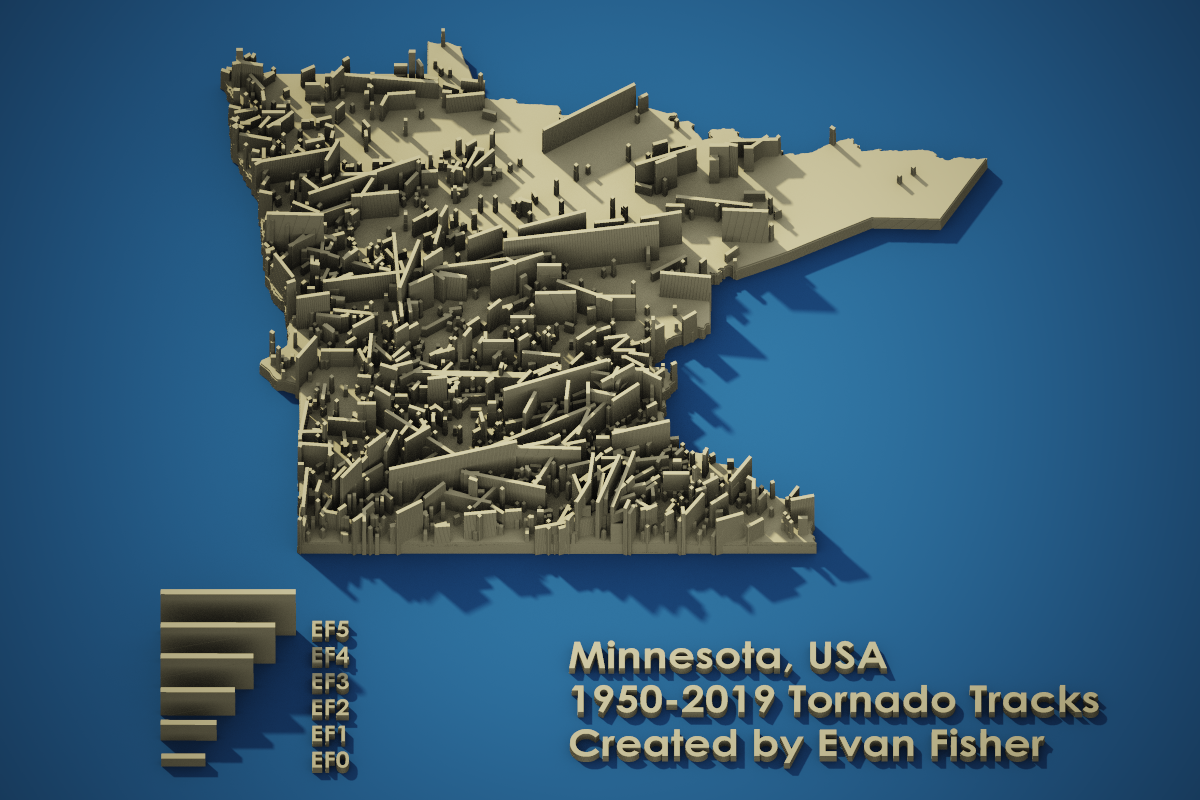 EF5
EF4
EF3
EF2
EF1
EF0
Minnesota, USA
1950-2019 Tornado Tracks
Created by Evan Fisher